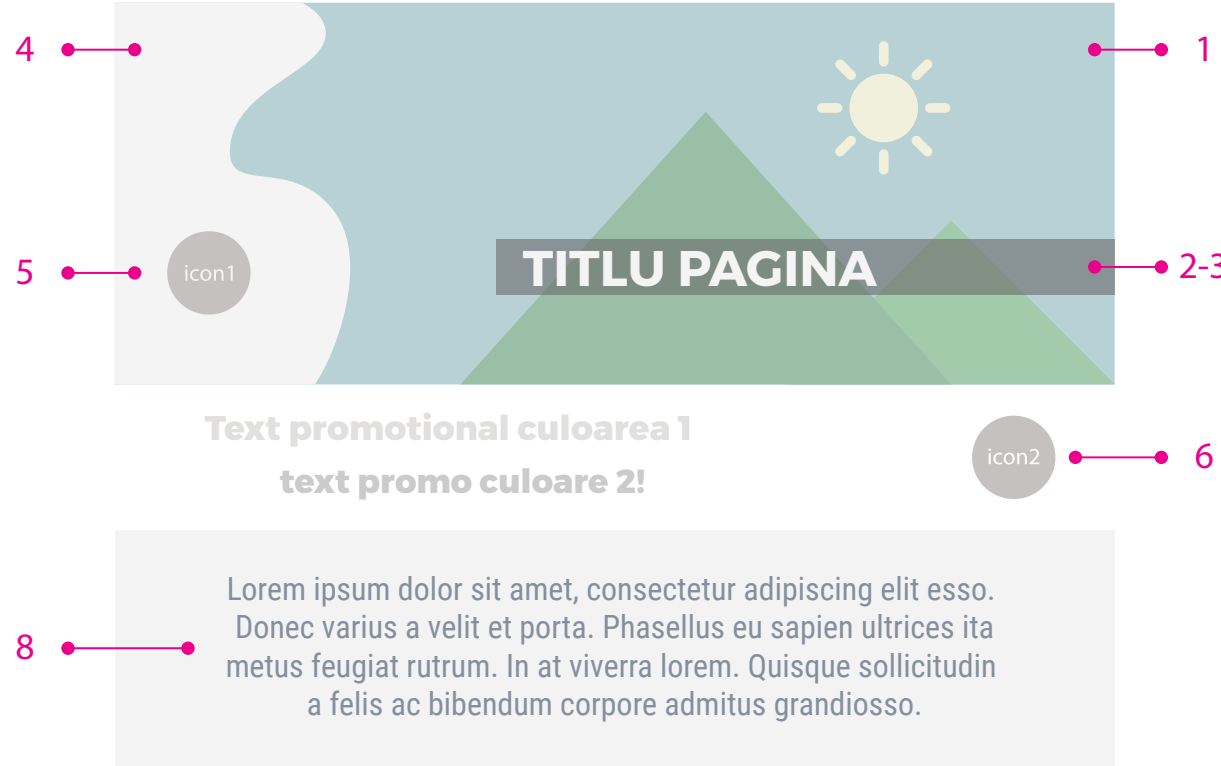 4
1
5
icon1
TITLU PAGINA
2-3
Text promotional culoarea 1
text promo culoare 2!
icon2
6
8
Lorem ipsum dolor sit amet, consectetur adipiscing elit esso.
Donec varius a velit et porta. Phasellus eu sapien ultrices ita
metus feugiat rutrum. In at viverra lorem. Quisque sollicitudin
a felis ac bibendum corpore admitus grandiosso.